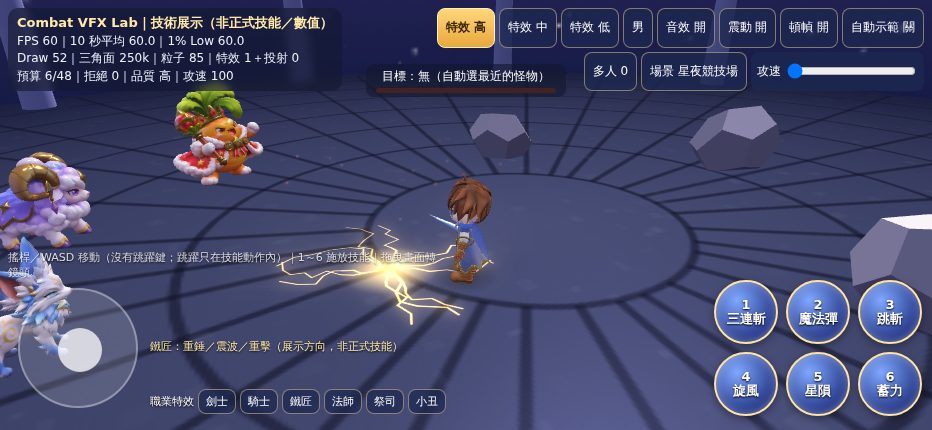 Combat VFX Lab｜技術展示（非正式技能／數值）
FPS 60｜10 秒平均 60.0｜1% Low 60.0
Draw 52｜三角面 250k｜粒子 85｜特效 1＋投射 0
預算 6/48｜拒絕 0｜品質 高｜攻速 100
特效 高
特效 中
特效 低
男
音效 開
震動 開
頓幀 開
自動示範 關
目標：無（自動選最近的怪物）
多人 0
場景 星夜競技場
攻速
搖桿／WASD 移動（沒有跳躍鍵；跳躍只在技能動作內）｜1～6 施放技能｜拖曳畫面轉
鏡頭
1
三連斬
2
魔法彈
3
跳斬
鐵匠：重錘／震波／重擊（展示方向，非正式技能）
4
旋風
5
星隕
6
蓄力
職業特效
劍士
騎士
鐵匠
法師
祭司
小丑